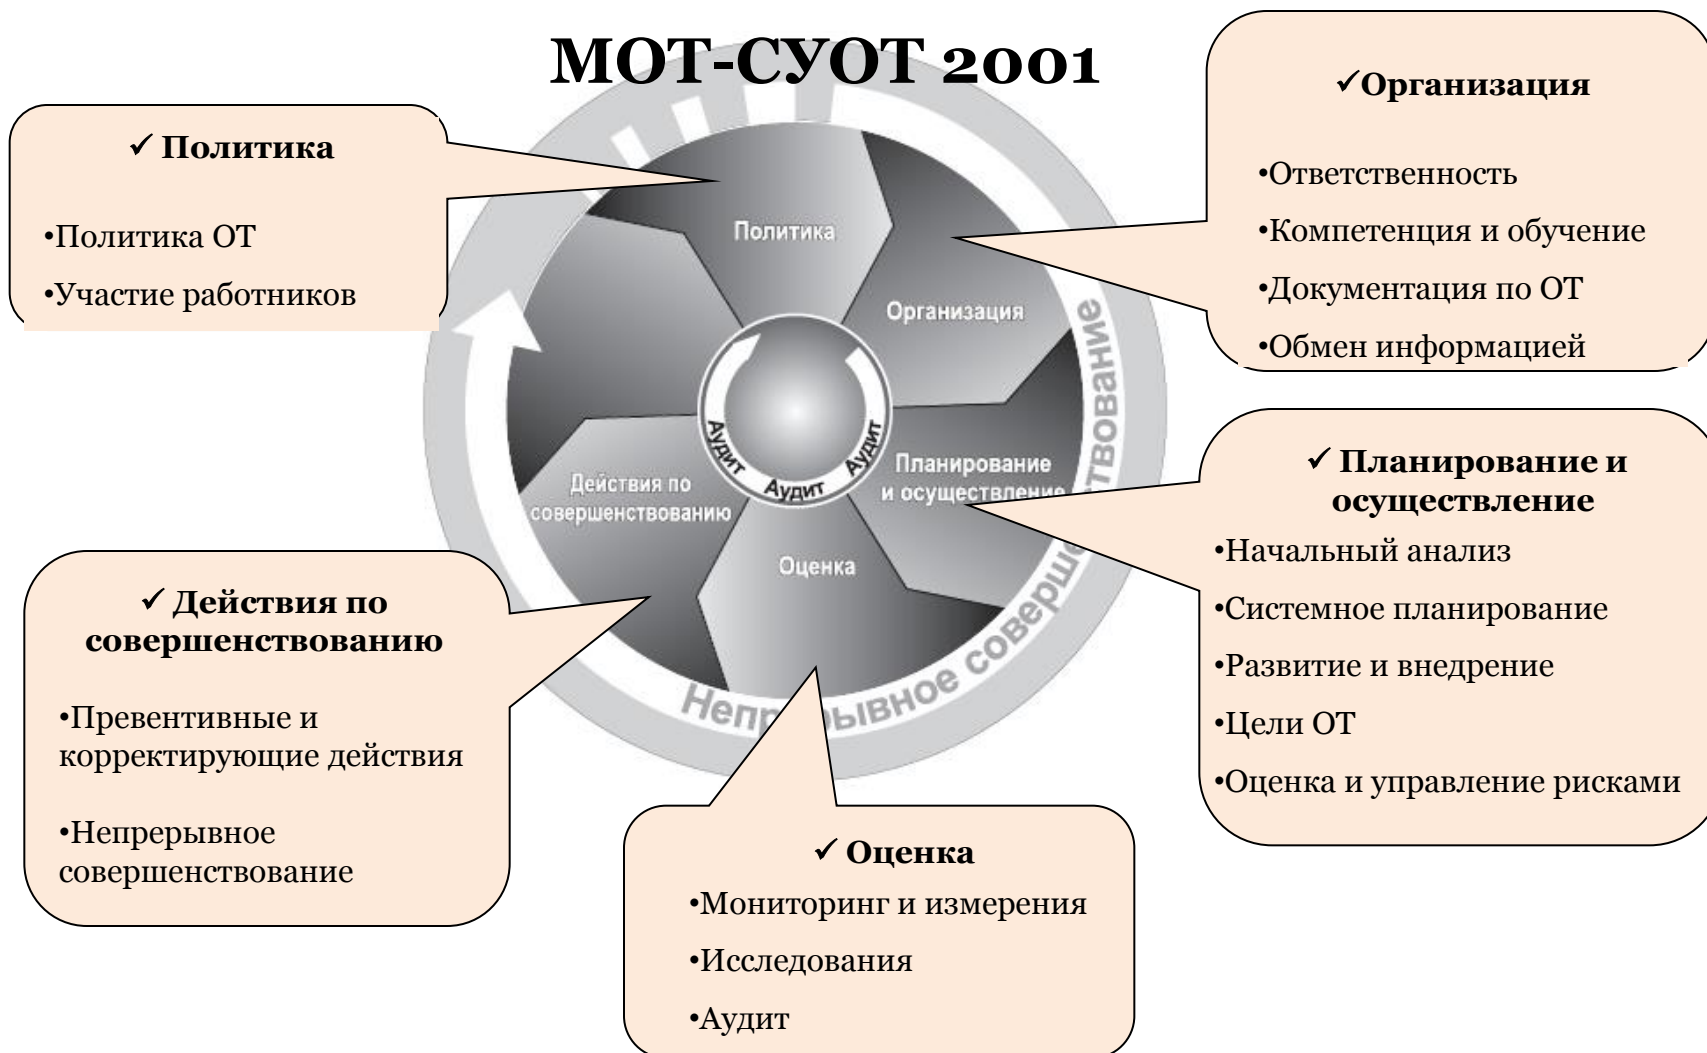 МОТ-СУОТ 2001
✓ Политика
•Политика ОТ
•Участие работников
✓Организация
•Ответственность
•Компетенция и обучение
•Документация по ОТ
•Обмен информацией
✓ Планирование и
осуществление
•Начальный анализ
•Системное планирование
•Развитие и внедрение
•Цели ОТ
•Оценка и управление рисками
✓ Оценка
•Мониторинг и измерения
•Исследования
•Аудит
✓ Действия по
совершенствованию
•Превентивные и
корректирующие действия
•Непрерывное
совершенствование
Политика
Организация
Планирование
и осуществление
Оценка
Действия по
совершенствованию
Аудит
Аудит
Аудит
Непрерывное совершенствование